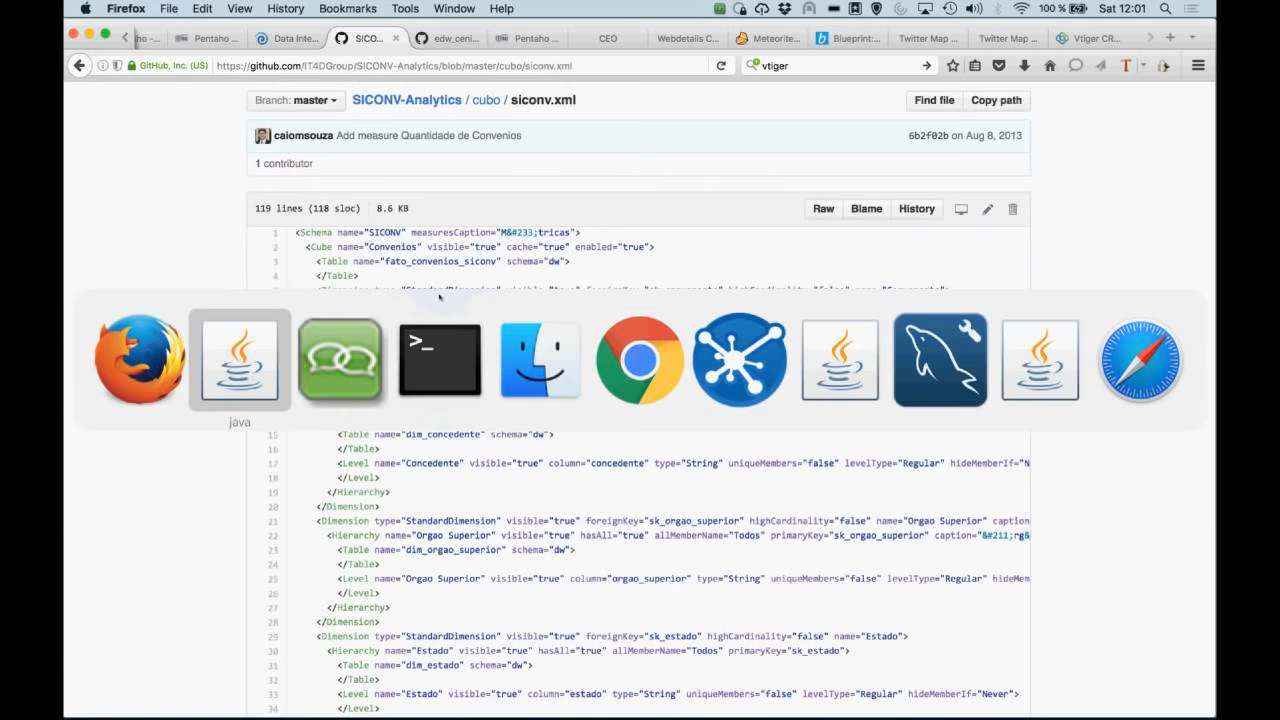 Firefox File Edit View History Bookmarks Tools Window Help 100 % Sat 12:01
ho -... Pentaho -... Data Inte... SICO... edw_ceni... Pentaho ... CEO Webdetails C... Meteorite... Blueprint:... Twitter Map ... Twitter Map ... Vtiger CR...
GitHub, Inc. (US) https://github.com/IT4DGroup/SICONV-Analytics/blob/master/cubo/siconv.xml vtiger
Branch: master SICONV-Analytics / cubo / siconv.xml Find file Copy path
caiomsouza Add measure Quantidade de Convenios 6b2f02b on Aug 8, 2013
1 contributor
119 lines (118 sloc) 8.6 KB Raw Blame History
1 <Schema name="SICONV" measuresCaption="M&#233;tricas">
2 <Cube name="Convenios" visible="true" cache="true" enabled="true">
3 <Table name="fato_convenios_siconv" schema="dw">
4 </Table>
java
15 <Table name="dim_concedente" schema="dw">
16 </Table>
17 <Level name="Concedente" visible="true" column="concedente" type="String" uniqueMembers="false" levelType="Regular" hideMemberIf="N
18 </Level>
19 </Hierarchy>
20 </Dimension>
21 <Dimension type="StandardDimension" visible="true" foreignKey="sk_orgao_superior" highCardinality="false" name="Orgao Superior" caption
22 <Hierarchy name="Orgao Superior" visible="true" hasAll="true" allMemberName="Todos" primaryKey="sk_orgao_superior" caption="&#211;rg&
23 <Table name="dim_orgao_superior" schema="dw">
24 </Table>
25 <Level name="Orgao Superior" visible="true" column="orgao_superior" type="String" uniqueMembers="false" levelType="Regular" hideMem
26 </Level>
27 </Hierarchy>
28 </Dimension>
29 <Dimension type="StandardDimension" visible="true" foreignKey="sk_estado" highCardinality="false" name="Estado">
30 <Hierarchy name="Estado" visible="true" hasAll="true" allMemberName="Todos" primaryKey="sk_estado">
31 <Table name="dim_estado" schema="dw">
32 </Table>
33 <Level name="Estado" visible="true" column="estado" type="String" uniqueMembers="false" levelType="Regular" hideMemberIf="Never">
34 </Level>